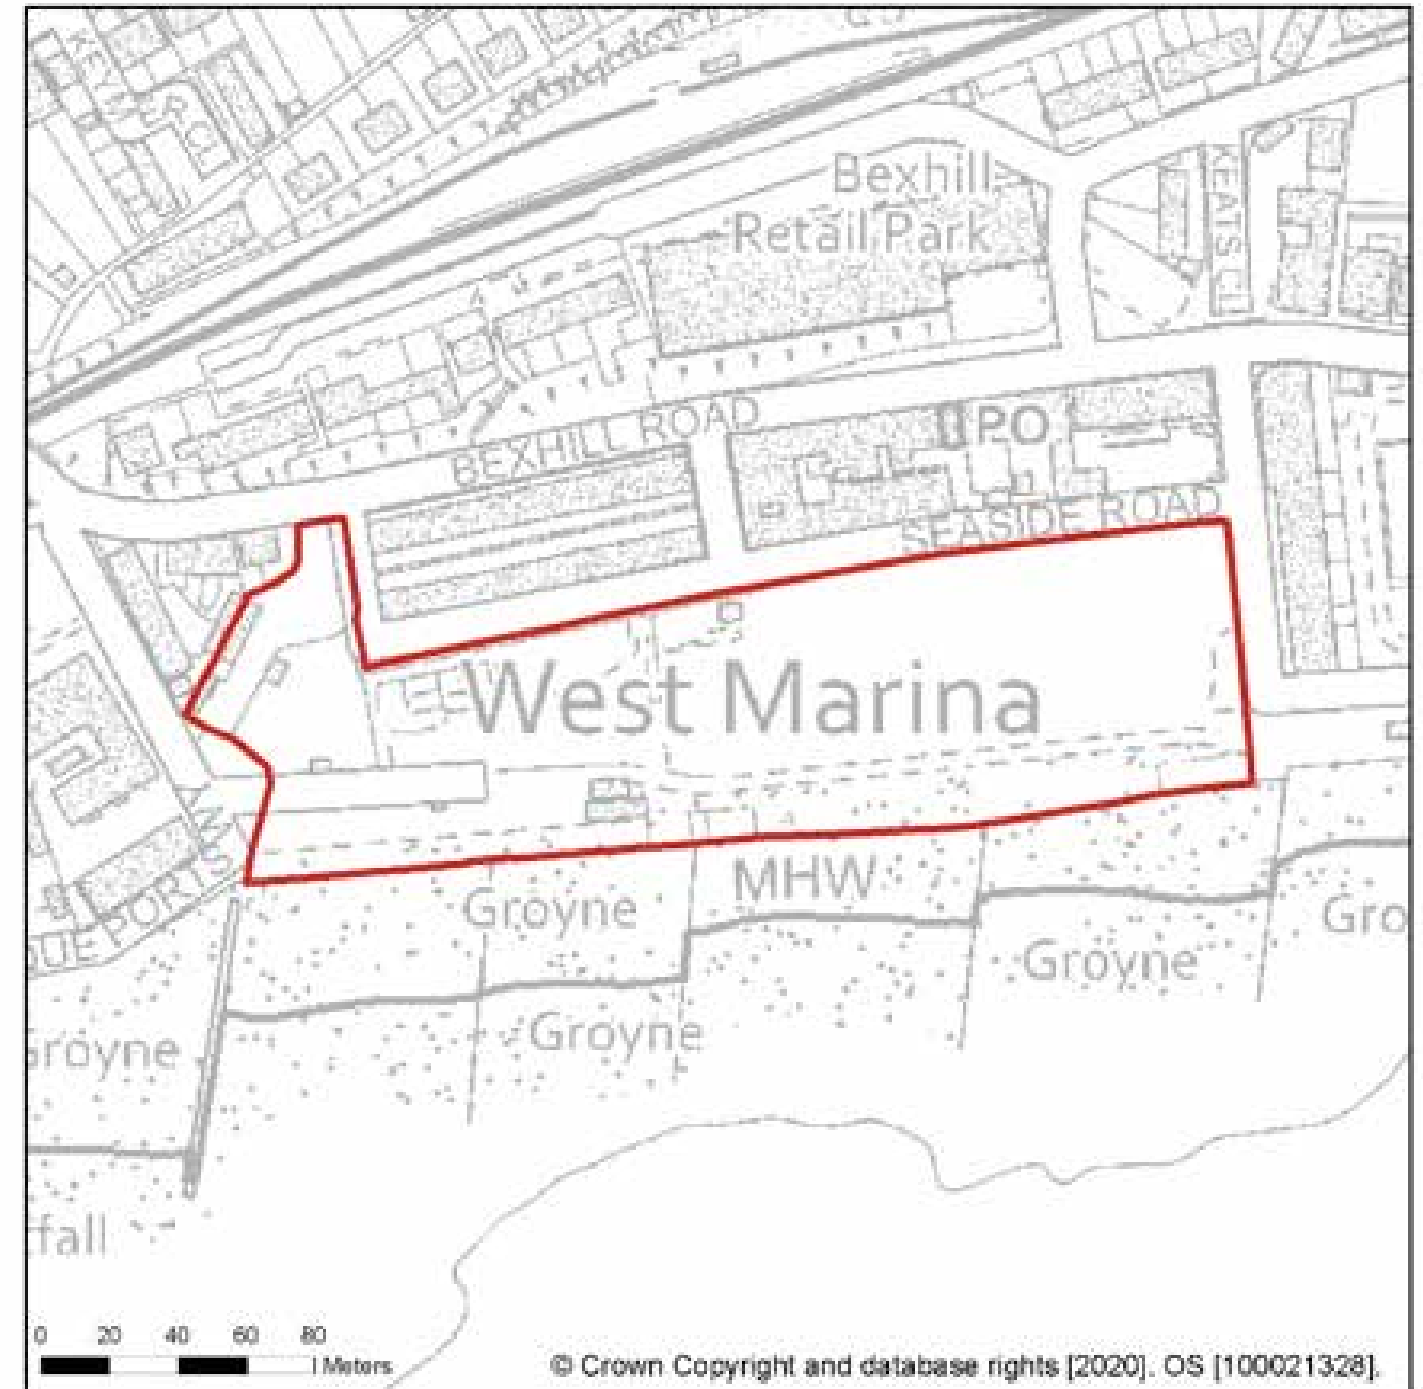 Bexhill
Retail Park
KEATS CL
BEXHILL ROAD
PO
SEASIDE ROAD
West Marina
MHW
Groyne
Gro
Groyne
Groyne
royne
fall
0 20 40 60 80
Meters
© Crown Copyright and database rights [2020]. OS [100021328].